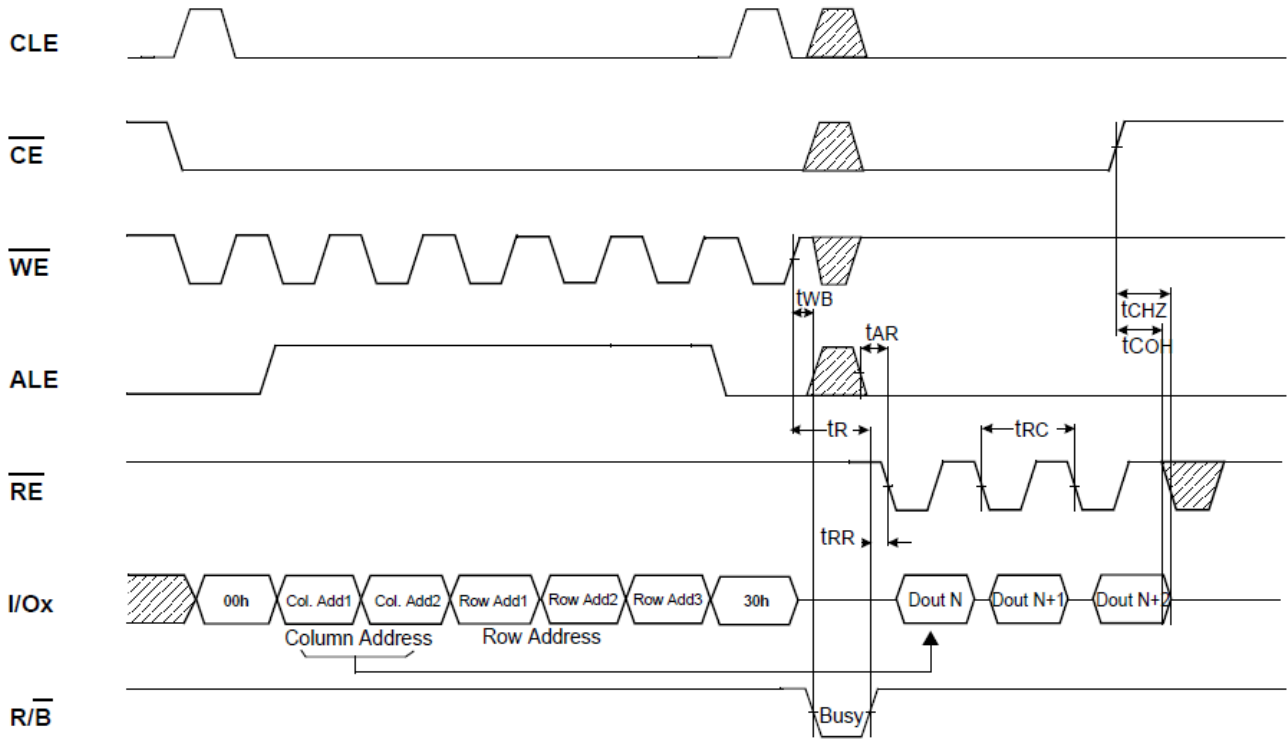 CLE
CE
WE
tWB
tCHZ
tAR
tCOH
ALE
tR
tRC
RE
tRR
I/Ox
00h
Col. Add1
Col. Add2
Row Add1
Row Add2
Row Add3
30h
Dout N
Dout N+1
Dout N+2
Column Address
Row Address
R/B
Busy